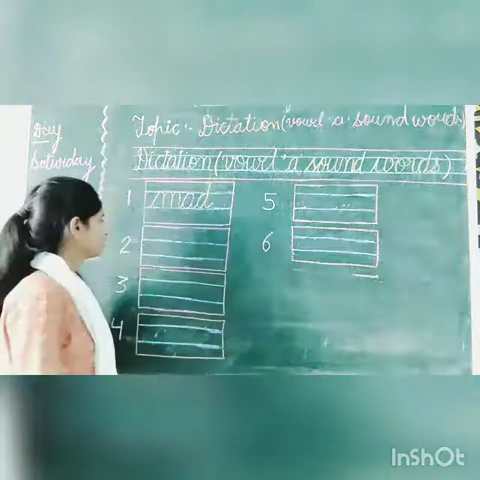 Topic:- Dictation (vowel 'a' sound words)
Day
Saturday
Dictation (vowel 'a' sound words)
1 mad 5
2 6
3
4
InShOt